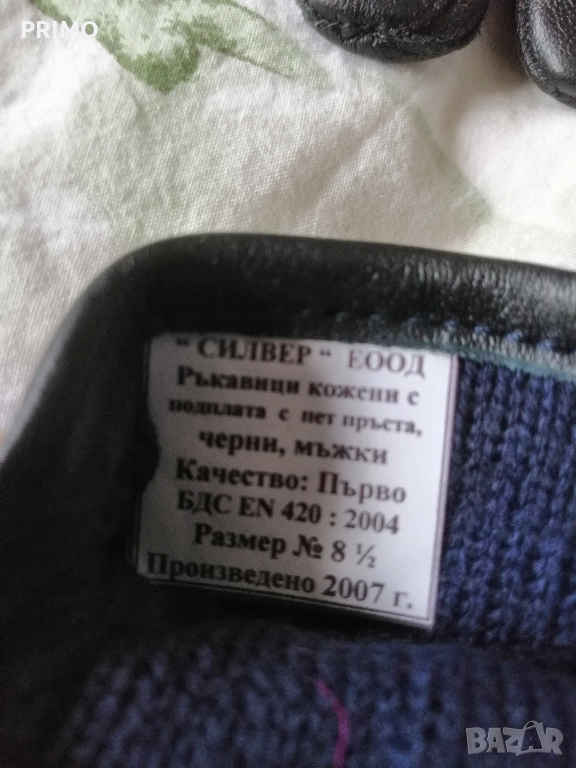 PRIMO
" СИЛВЕР " ЕООД
Ръкавици кожени с
подплата с пет пръста,
черни, мъжки
Качество: Първо
БДС EN 420 : 2004
Размер № 8 ½
Произведено 2007 г.
BAZAR